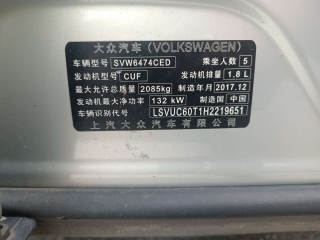 大众汽车(VOLKSWAGEN)
车辆型号 SVW6474CED 乘坐人数 5
发动机型号 CUF 发动机排量 1.8 L
最大允许总质量 2085kg 制造年月 2017.12
发动机最大净功率 132 kW 制造国 中国
车辆识别代号 LSVUC60T1H2219651
上汽大众汽车有限公司